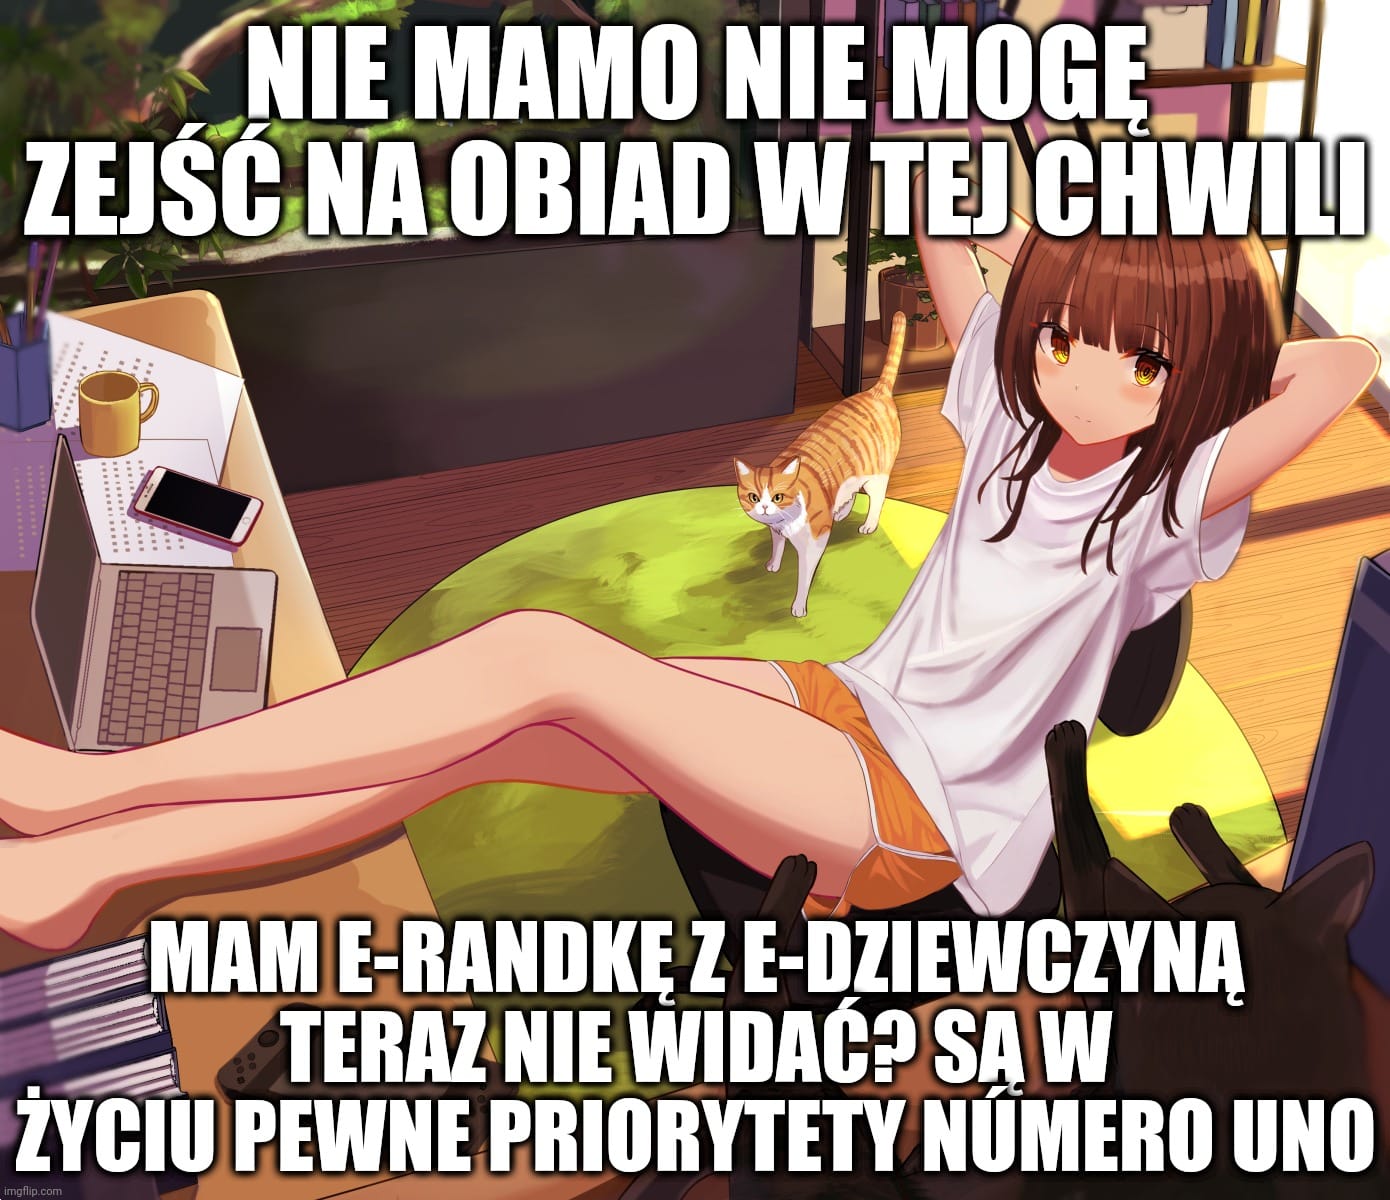 NIE MAMO NIE MOGĘ
ZEJŚĆ NA OBIAD W TEJ CHWILI
MAM E-RANDKĘ Z E-DZIEWCZYNĄ
TERAZ NIE WIDAĆ? SĄ W
ŻYCIU PEWNE PRIORYTETY NÚMERO UNO
imgflip.com